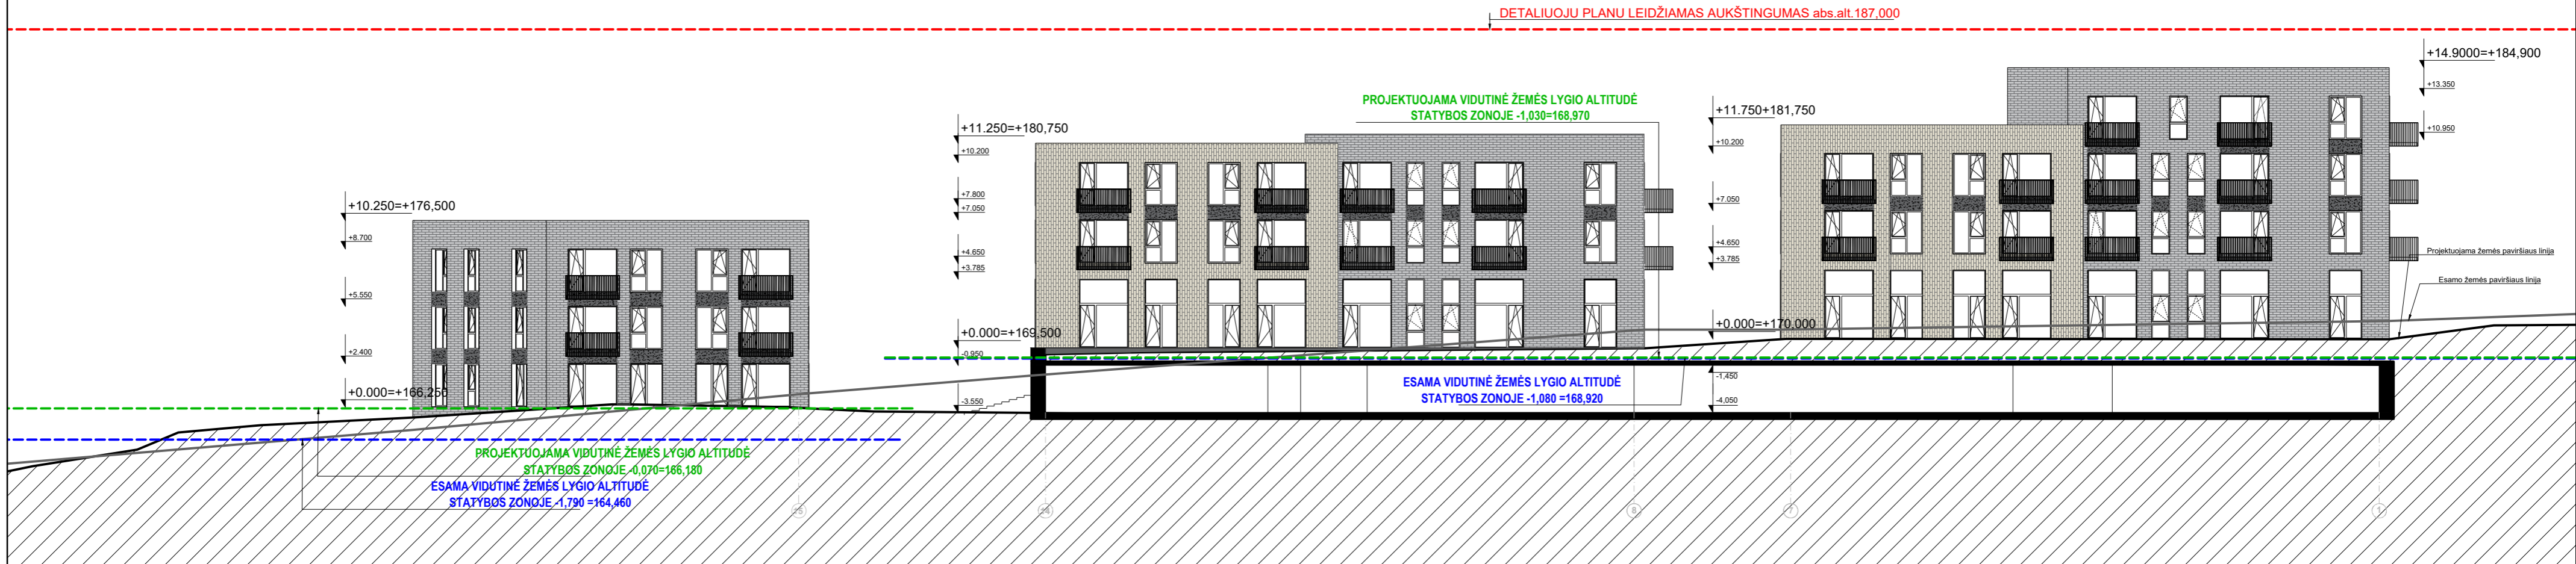 DETALIUOJU PLANU LEIDŽIAMAS AUKŠTINGUMAS abs.alt.187,000
+10.250=+176,500
+8.700
+5.550
+2.400
+0.000=+166,250
PROJEKTUOJAMA VIDUTINĖ ŽEMĖS LYGIO ALTITUDĖ
STATYBOS ZONOJE -0,070=166,180
ESAMA VIDUTINĖ ŽEMĖS LYGIO ALTITUDĖ
STATYBOS ZONOJE -1,790 =164,460
+11.250=+180,750
+10.200
+7.800
+7.050
+4.650
+3.785
+0.000=+169,500
-0.950
-3.550
PROJEKTUOJAMA VIDUTINĖ ŽEMĖS LYGIO ALTITUDĖ
STATYBOS ZONOJE -1,030=168,970
ESAMA VIDUTINĖ ŽEMĖS LYGIO ALTITUDĖ
STATYBOS ZONOJE -1,080 =168,920
+11.750+181,750
+10.200
+7.050
+4.650
+3.785
+0.000=+170,000
-1,450
-4,050
+14.9000=+184,900
+13.350
+10.950
Projektuojama žemės paviršiaus linija
Esamo žemės paviršiaus linija
8
7
1